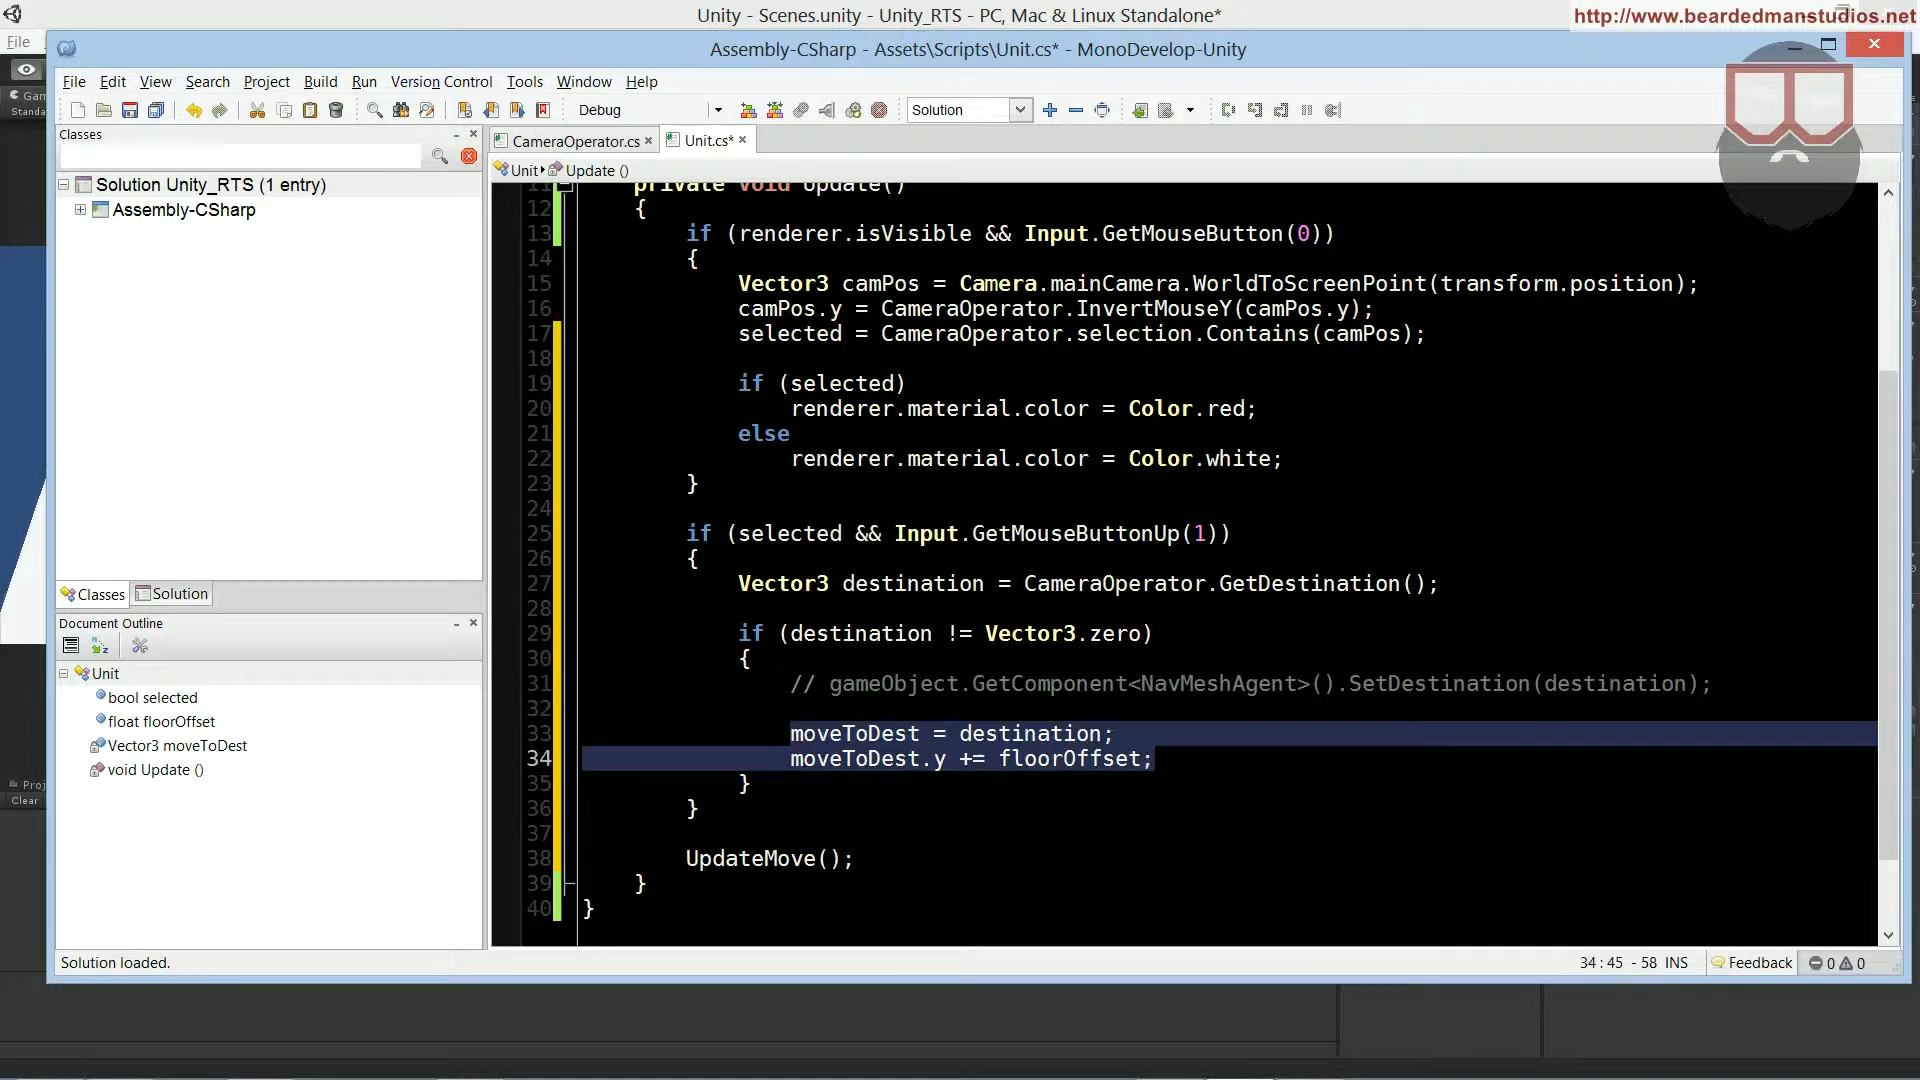 Unity - Scenes.unity - Unity_RTS - PC, Mac & Linux Standalone*
http://www.beardedmanstudios.net
File
Assembly-CSharp - Assets\Scripts\Unit.cs* - MonoDevelop-Unity
File Edit View Search Project Build Run Version Control Tools Window Help
Gam
Standa
Debug
Solution
Classes
CameraOperator.cs
Unit.cs*
Unit
Update ()
Solution Unity_RTS (1 entry)
Assembly-CSharp
11 private void Update()
12 {
13 if (renderer.isVisible && Input.GetMouseButton(0))
14 {
15 Vector3 camPos = Camera.mainCamera.WorldToScreenPoint(transform.position);
16 camPos.y = CameraOperator.InvertMouseY(camPos.y);
17 selected = CameraOperator.selection.Contains(camPos);
18
19 if (selected)
20 renderer.material.color = Color.red;
21 else
22 renderer.material.color = Color.white;
23 }
24
25 if (selected && Input.GetMouseButtonUp(1))
26 {
27 Vector3 destination = CameraOperator.GetDestination();
28
29 if (destination != Vector3.zero)
30 {
31 // gameObject.GetComponent<NavMeshAgent>().SetDestination(destination);
32
33 moveToDest = destination;
34 moveToDest.y += floorOffset;
35 }
36 }
37
38 UpdateMove();
39 }
40 }
Classes
Solution
Document Outline
Unit
bool selected
float floorOffset
Vector3 moveToDest
void Update ()
Proj
Clear
Solution loaded.
34 : 45 - 58 INS
Feedback
0
0